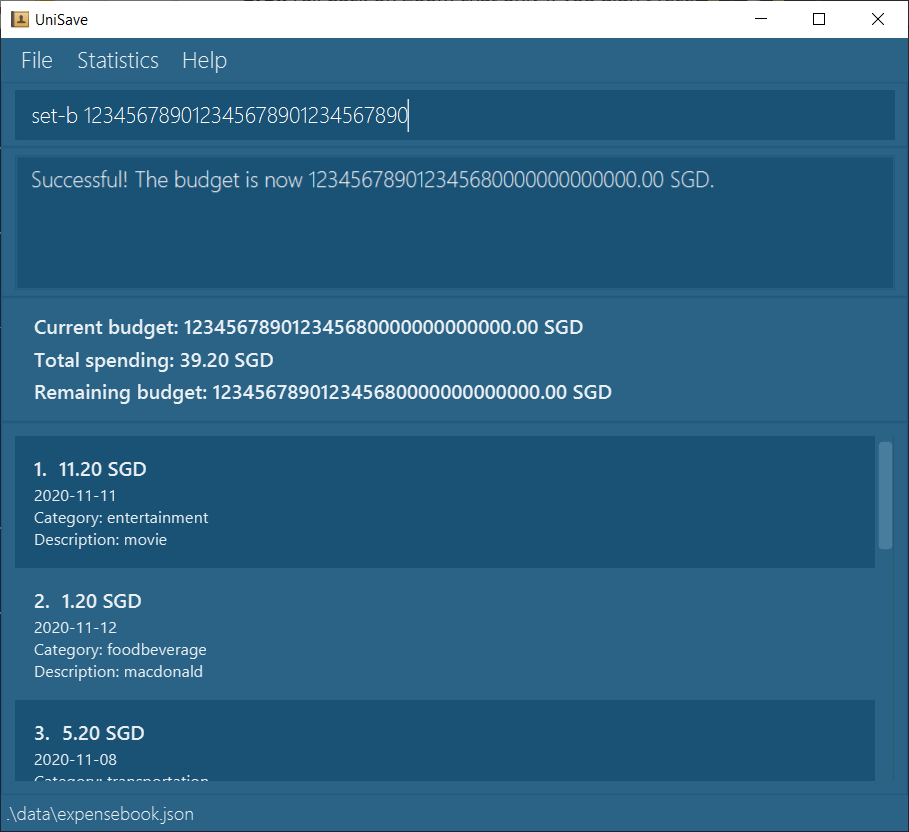 UniSave
File Statistics Help
set-b 123456789012345678901234567890
Successful! The budget is now 123456789012345680000000000000.00 SGD.
Current budget: 123456789012345680000000000000.00 SGD
Total spending: 39.20 SGD
Remaining budget: 123456789012345680000000000000.00 SGD
1. 11.20 SGD
2020-11-11
Category: entertainment
Description: movie
2. 1.20 SGD
2020-11-12
Category: foodbeverage
Description: macdonald
3. 5.20 SGD
2020-11-08
Category: transportation
.\data\expensebook.json